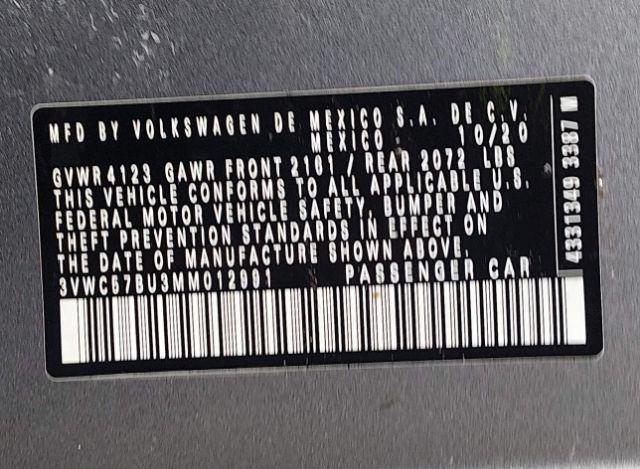 MFD BY VOLKSWAGEN DE MEXICO S.A. DE C.V.
MEXICO. 10/20
GVWR 4123 GAWR FRONT 2101 / REAR 2072 LBS
THIS VEHICLE CONFORMS TO ALL APPLICABLE U.S.
FEDERAL MOTOR VEHICLE SAFETY, BUMPER AND
THEFT PREVENTION STANDARDS IN EFFECT ON
THE DATE OF MANUFACTURE SHOWN ABOVE.
3VWC57BU3MM012991 PASSENGER CAR
4331349 3387 M